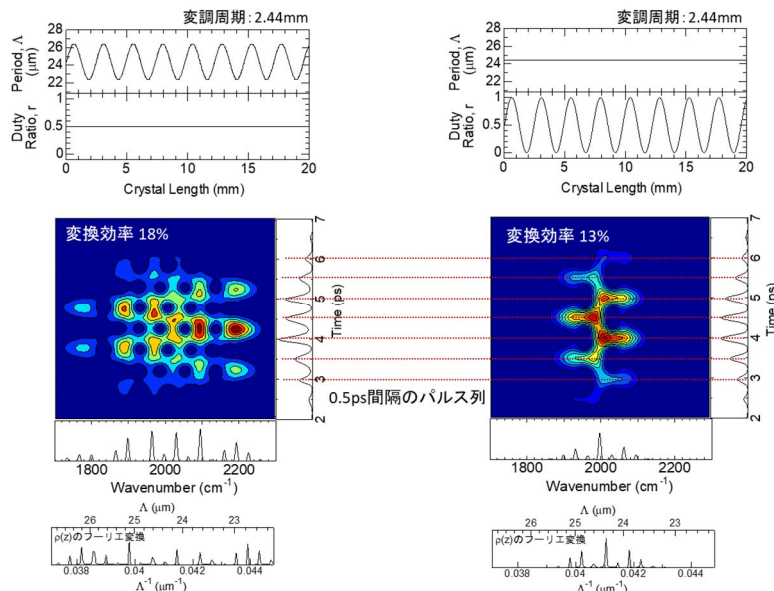 変調周期：2.44mm
28
26
24
22
Period, Λ
(μm)
1
0.5
0
Duty
Ratio, r
0 5 10 15 20
Crystal Length (mm)
変換効率 18%
7
6
5
4
3
2
Time (ps)
1800 2000 2200
Wavenumber (cm⁻¹)
Λ (μm)
26 25 24 23
ρ(z)のフーリエ変換
0.038 0.04 0.042 0.044
Λ⁻¹ (μm⁻¹)
0.5ps間隔のパルス列
変調周期：2.44mm
28
26
24
22
Period, Λ
(μm)
1
0.5
0
Duty
Ratio, r
0 5 10 15 20
Crystal Length (mm)
変換効率 13%
7
6
5
4
3
2
Time (ps)
1800 2000 2200
Wavenumber (cm⁻¹)
Λ (μm)
26 25 24 23
ρ(z)のフーリエ変換
0.038 0.04 0.042 0.044
Λ⁻¹ (μm⁻¹)